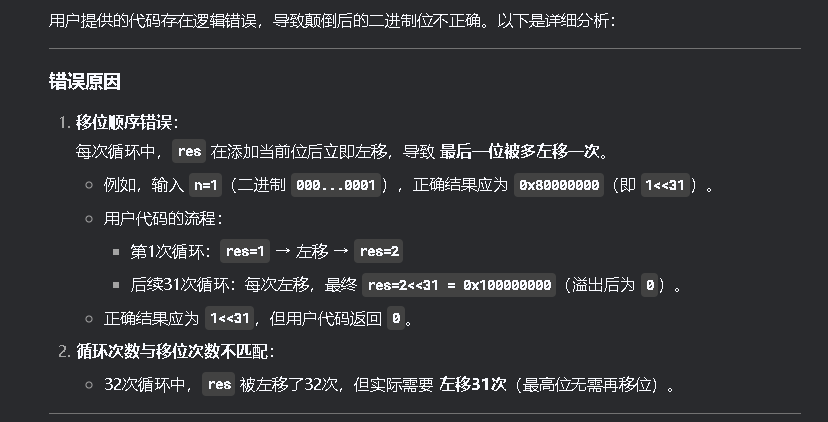 用户提供的代码存在逻辑错误，导致颠倒后的二进制位不正确。以下是详细分析：
错误原因
1. 移位顺序错误：
每次循环中，res 在添加当前位后立即左移，导致 最后一位被多左移一次。
例如，输入 n=1（二进制 000...0001），正确结果应为 0x80000000（即 1<<31）。
用户代码的流程：
第1次循环：res=1 → 左移 → res=2
后续31次循环：每次左移，最终 res=2<<31 = 0x100000000（溢出后为 0）。
正确结果应为 1<<31，但用户代码返回 0。
2. 循环次数与移位次数不匹配：
32次循环中，res 被左移了32次，但实际需要 左移31次（最高位无需再移位）。